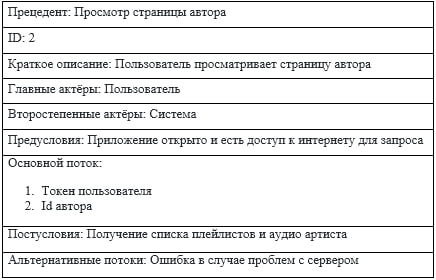 Прецедент: Просмотр страницы автора
ID: 2
Краткое описание: Пользователь просматривает страницу автора
Главные актёры: Пользователь
Второстепенные актёры: Система
Предусловия: Приложение открыто и есть доступ к интернету для запроса
Основной поток:
1. Токен пользователя
2. Id автора
Постусловия: Получение списка плейлистов и аудио артиста
Альтернативные потоки: Ошибка в случае проблем с сервером